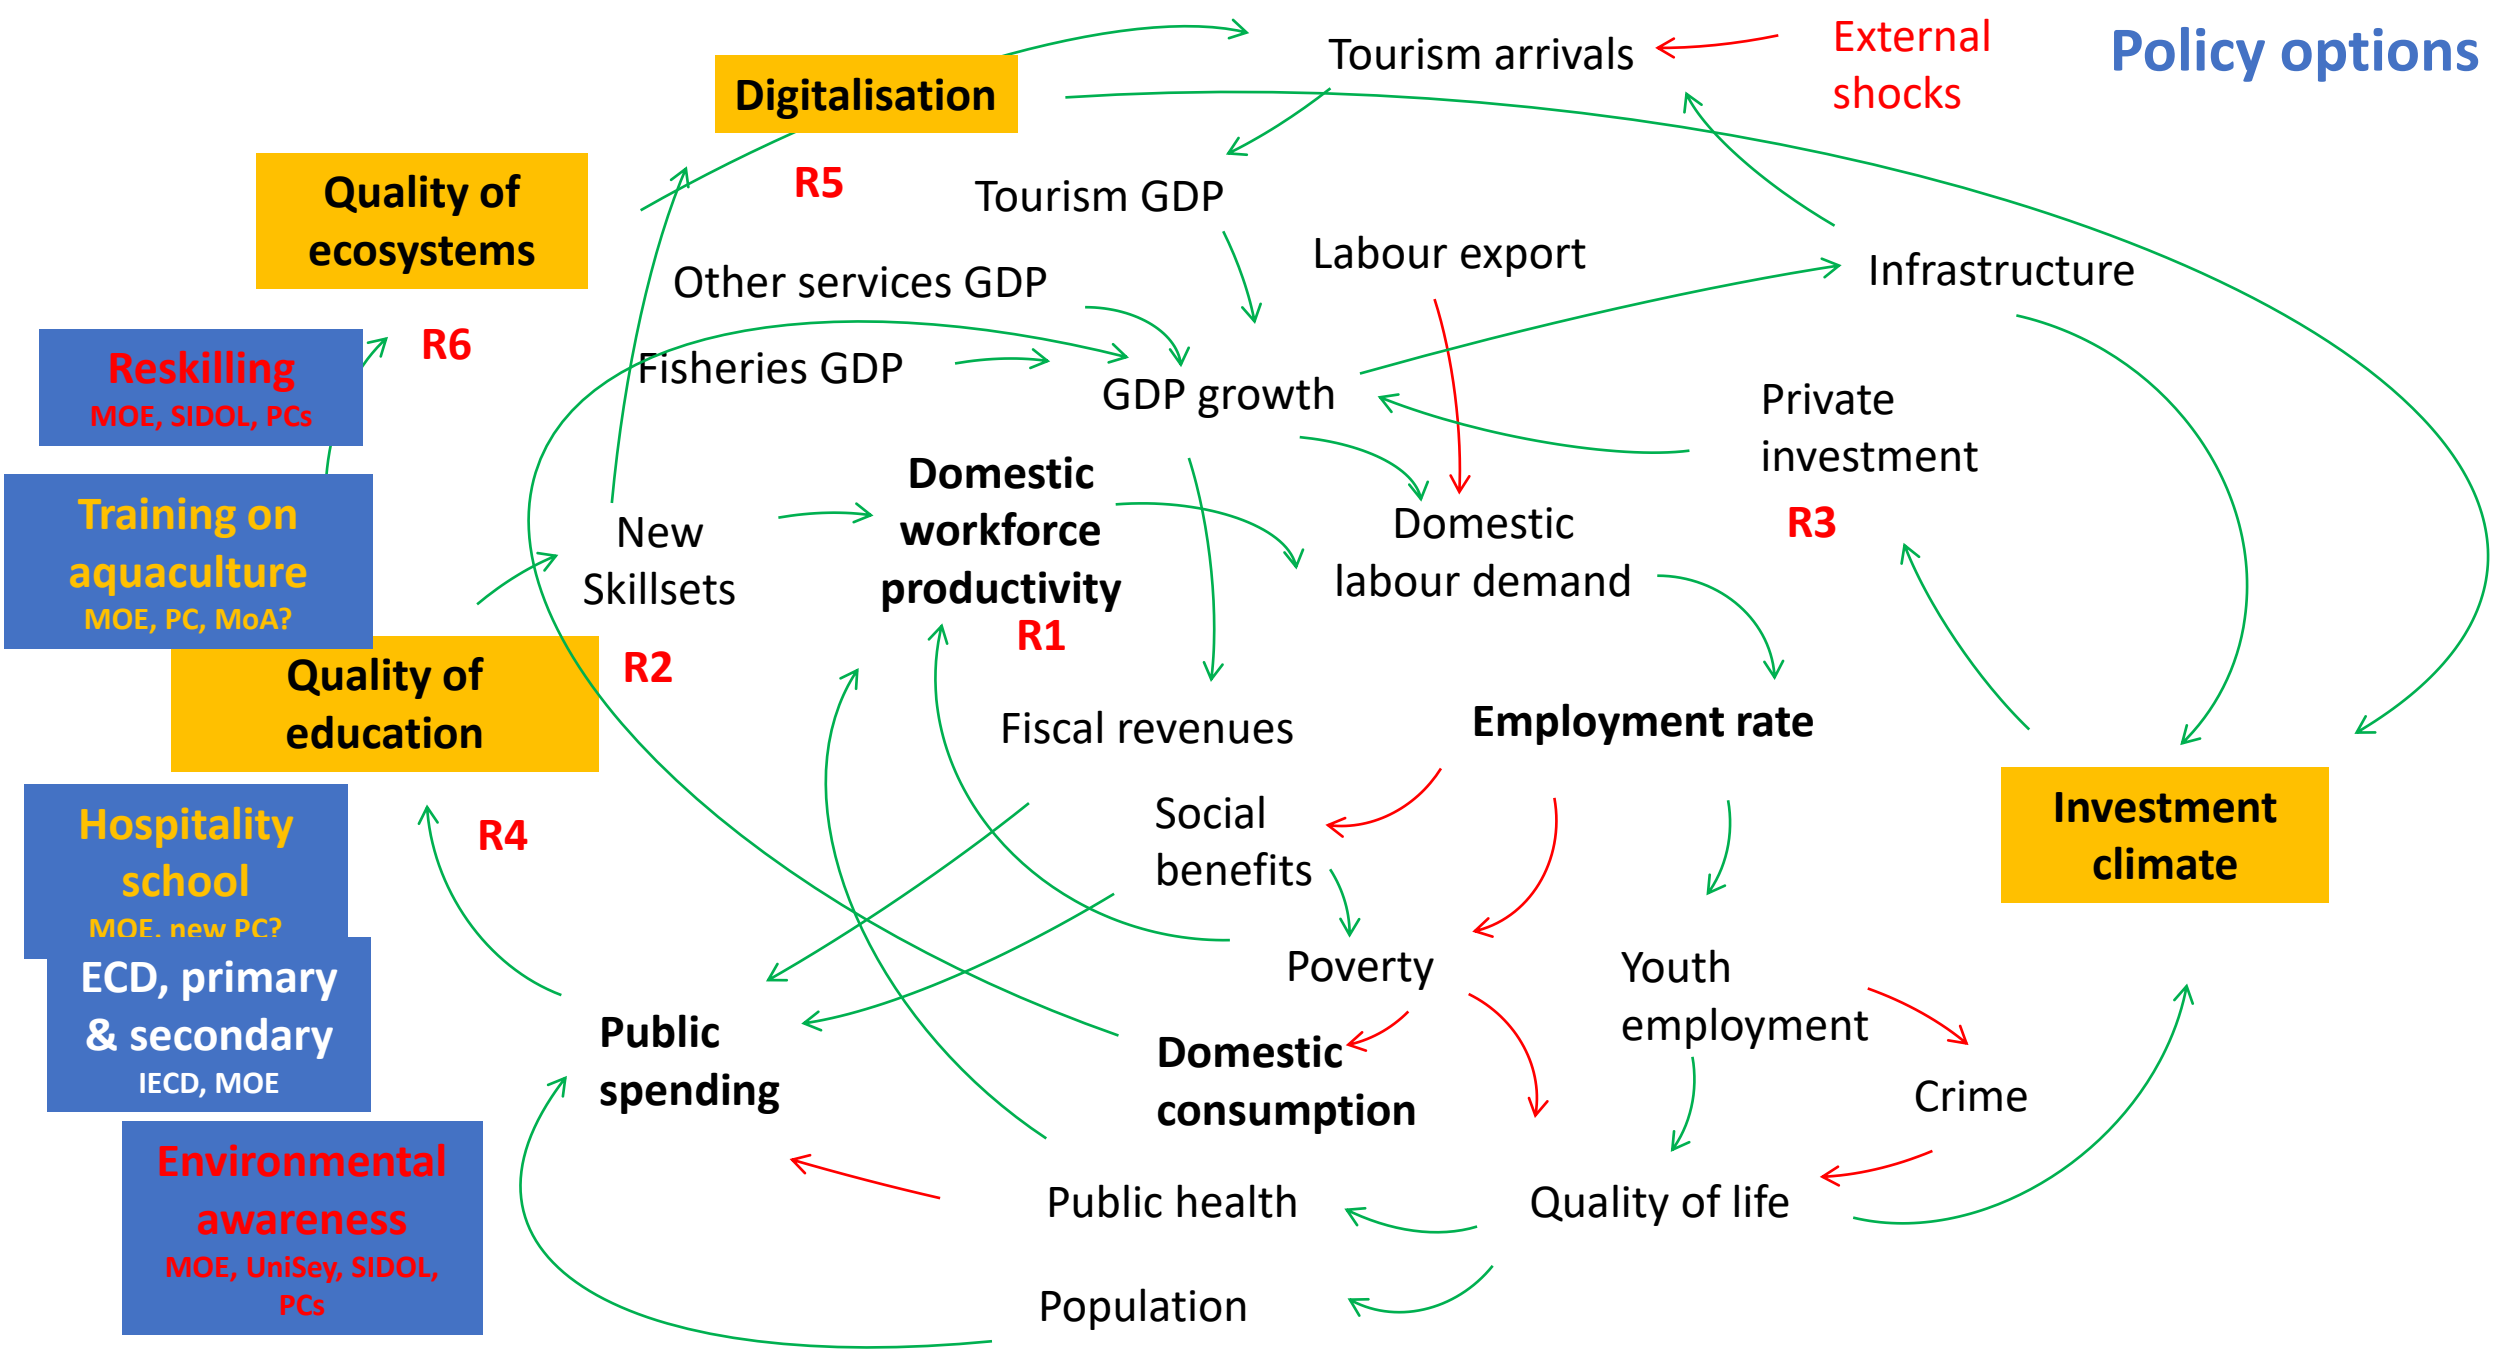 Policy options
External
shocks
Tourism arrivals
Digitalisation
R5
Quality of
ecosystems
Tourism GDP
Labour export
Infrastructure
Other services GDP
R6
Reskilling
MOE, SIDOL, PCs
Fisheries GDP
GDP growth
Private
investment
R3
Training on
aquaculture
MOE, PC, MoA?
New
Skillsets
Domestic
workforce
productivity
R1
Domestic
labour demand
R2
Quality of
education
Fiscal revenues
Employment rate
Hospitality
school
MOE, new PC?
R4
Social
benefits
Investment
climate
ECD, primary
& secondary
IECD, MOE
Public
spending
Poverty
Youth
employment
Domestic
consumption
Crime
Environmental
awareness
MOE, UniSey, SIDOL,
PCs
Public health
Quality of life
Population